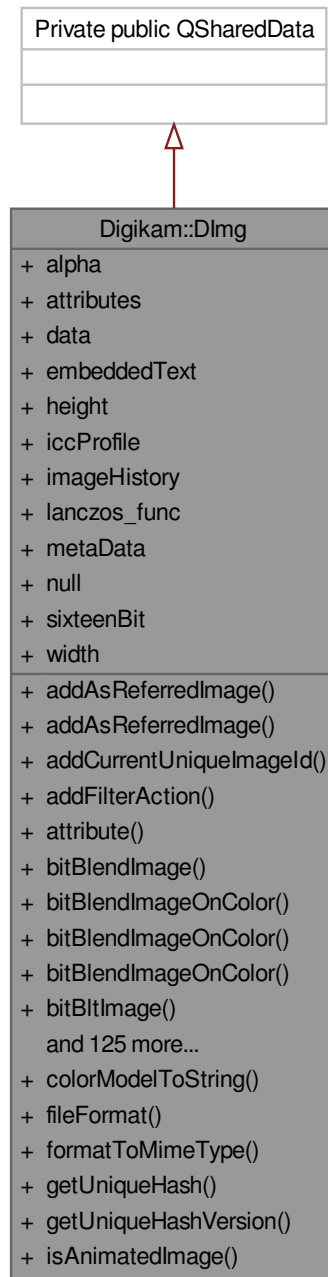 Private public QSharedData
Digikam::DImg
+ alpha
+ attributes
+ data
+ embeddedText
+ height
+ iccProfile
+ imageHistory
+ lanczos_func
+ metaData
+ null
+ sixteenBit
+ width
+ addAsReferredImage()
+ addAsReferredImage()
+ addCurrentUniqueImageId()
+ addFilterAction()
+ attribute()
+ bitBlendImage()
+ bitBlendImageOnColor()
+ bitBlendImageOnColor()
+ bitBlendImageOnColor()
+ bitBltImage()
and 125 more...
+ colorModelToString()
+ fileFormat()
+ formatToMimeType()
+ getUniqueHash()
+ getUniqueHashVersion()
+ isAnimatedImage()